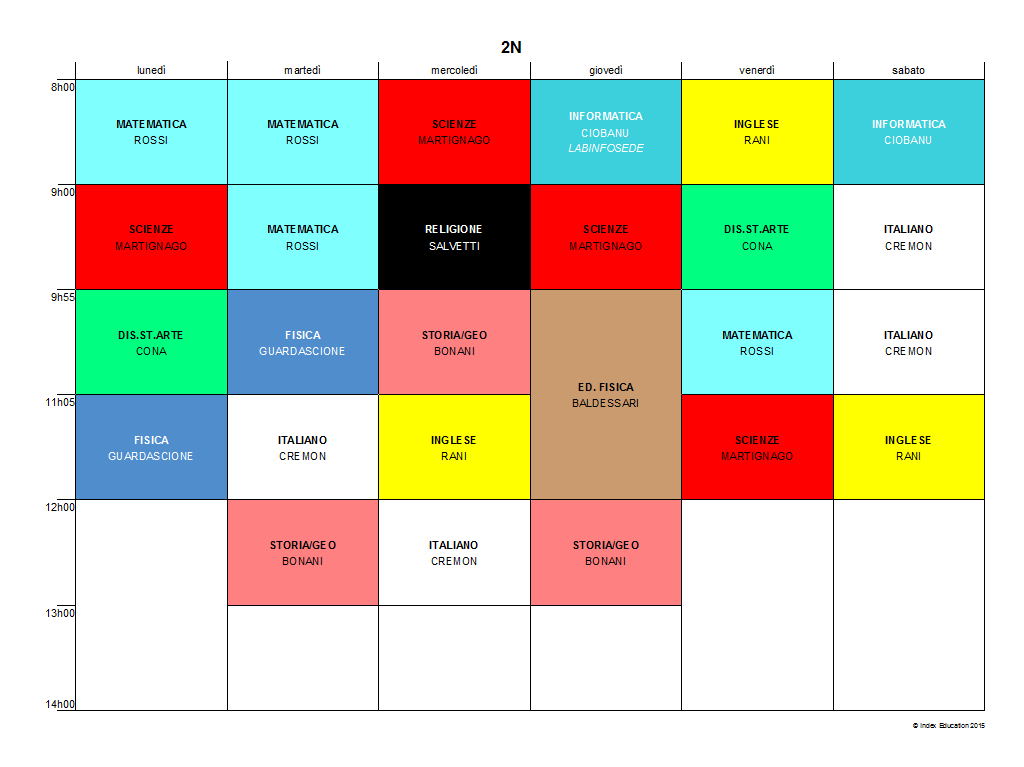 2N
lunedì martedì mercoledì giovedì venerdì sabato
8h00
MATEMATICA MATEMATICA SCIENZE INFORMATICA INGLESE INFORMATICA
ROSSI ROSSI MARTIGNAGO CIOBANU RANI CIOBANU
LABINFOSEDE
9h00
SCIENZE MATEMATICA RELIGIONE SCIENZE DIS.ST.ARTE ITALIANO
MARTIGNAGO ROSSI SALVETTI MARTIGNAGO CONA CREMON
9h55
DIS.ST.ARTE FISICA STORIA/GEO MATEMATICA ITALIANO
CONA GUARDASCIONE BONANI ROSSI CREMON
ED. FISICA
BALDESSARI
11h05
FISICA ITALIANO INGLESE SCIENZE INGLESE
GUARDASCIONE CREMON RANI MARTIGNAGO RANI
12h00
STORIA/GEO ITALIANO STORIA/GEO
BONANI CREMON BONANI
13h00
14h00
© Index Education 2015